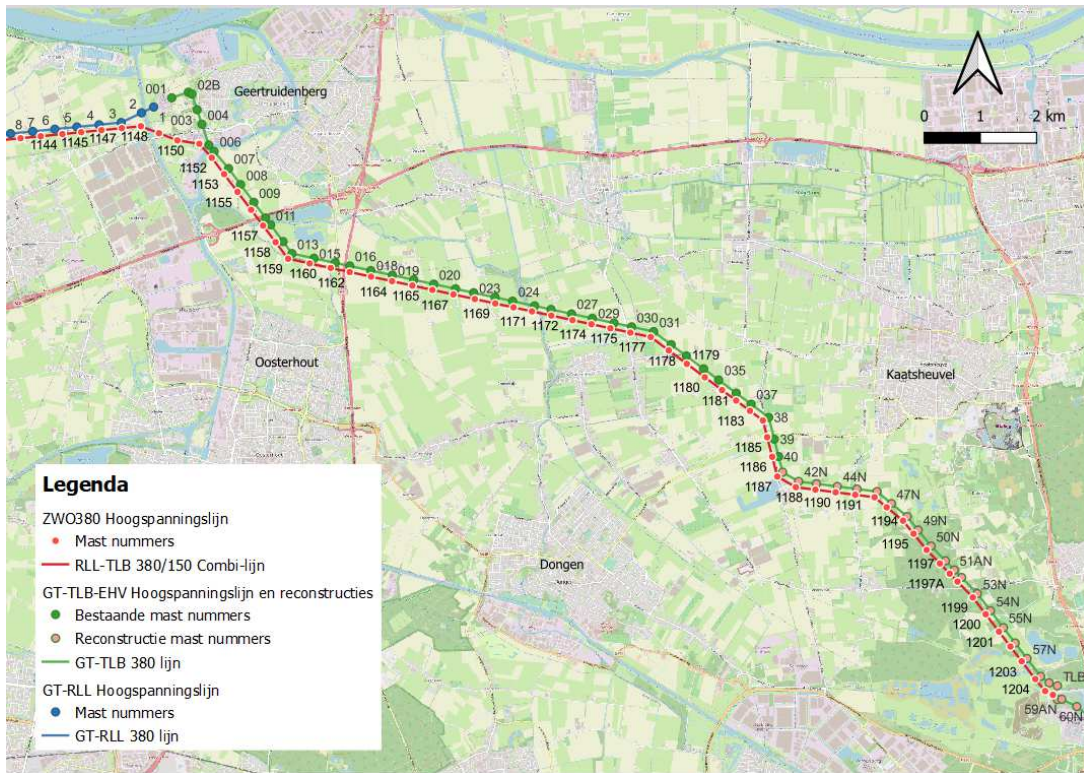 001
02B
Geertruidenberg
004
2
3
4
5
6
7
8
1
003
1144
1145
1147
1148
1150
006
1152
007
1153
008
1155
009
011
1157
1158
013
1159
015
1160
016
1162
018
019
1164
020
1165
023
1167
024
1169
1171
027
1172
029
1174
030
1175
031
1177
1178
1179
1180
035
1181
037
1183
38
1185
39
1186
40
1187
42N
1188
44N
1190
1191
47N
1194
49N
1195
50N
1197
51AN
1197A
53N
1199
54N
1200
55N
1201
57N
1203
TLB
1204
59AN
60N
0 1 2 km
Oosterhout
Oosterhout
Kaatsheuvel
Dongen
Legenda
ZWO380 Hoogspanningslijn
Mast nummers
RLL-TLB 380/150 Combi-lijn
GT-TLB-EHV Hoogspanningslijn en reconstructies
Bestaande mast nummers
Reconstructie mast nummers
GT-TLB 380 lijn
GT-RLL Hoogspanningslijn
Mast nummers
GT-RLL 380 lijn